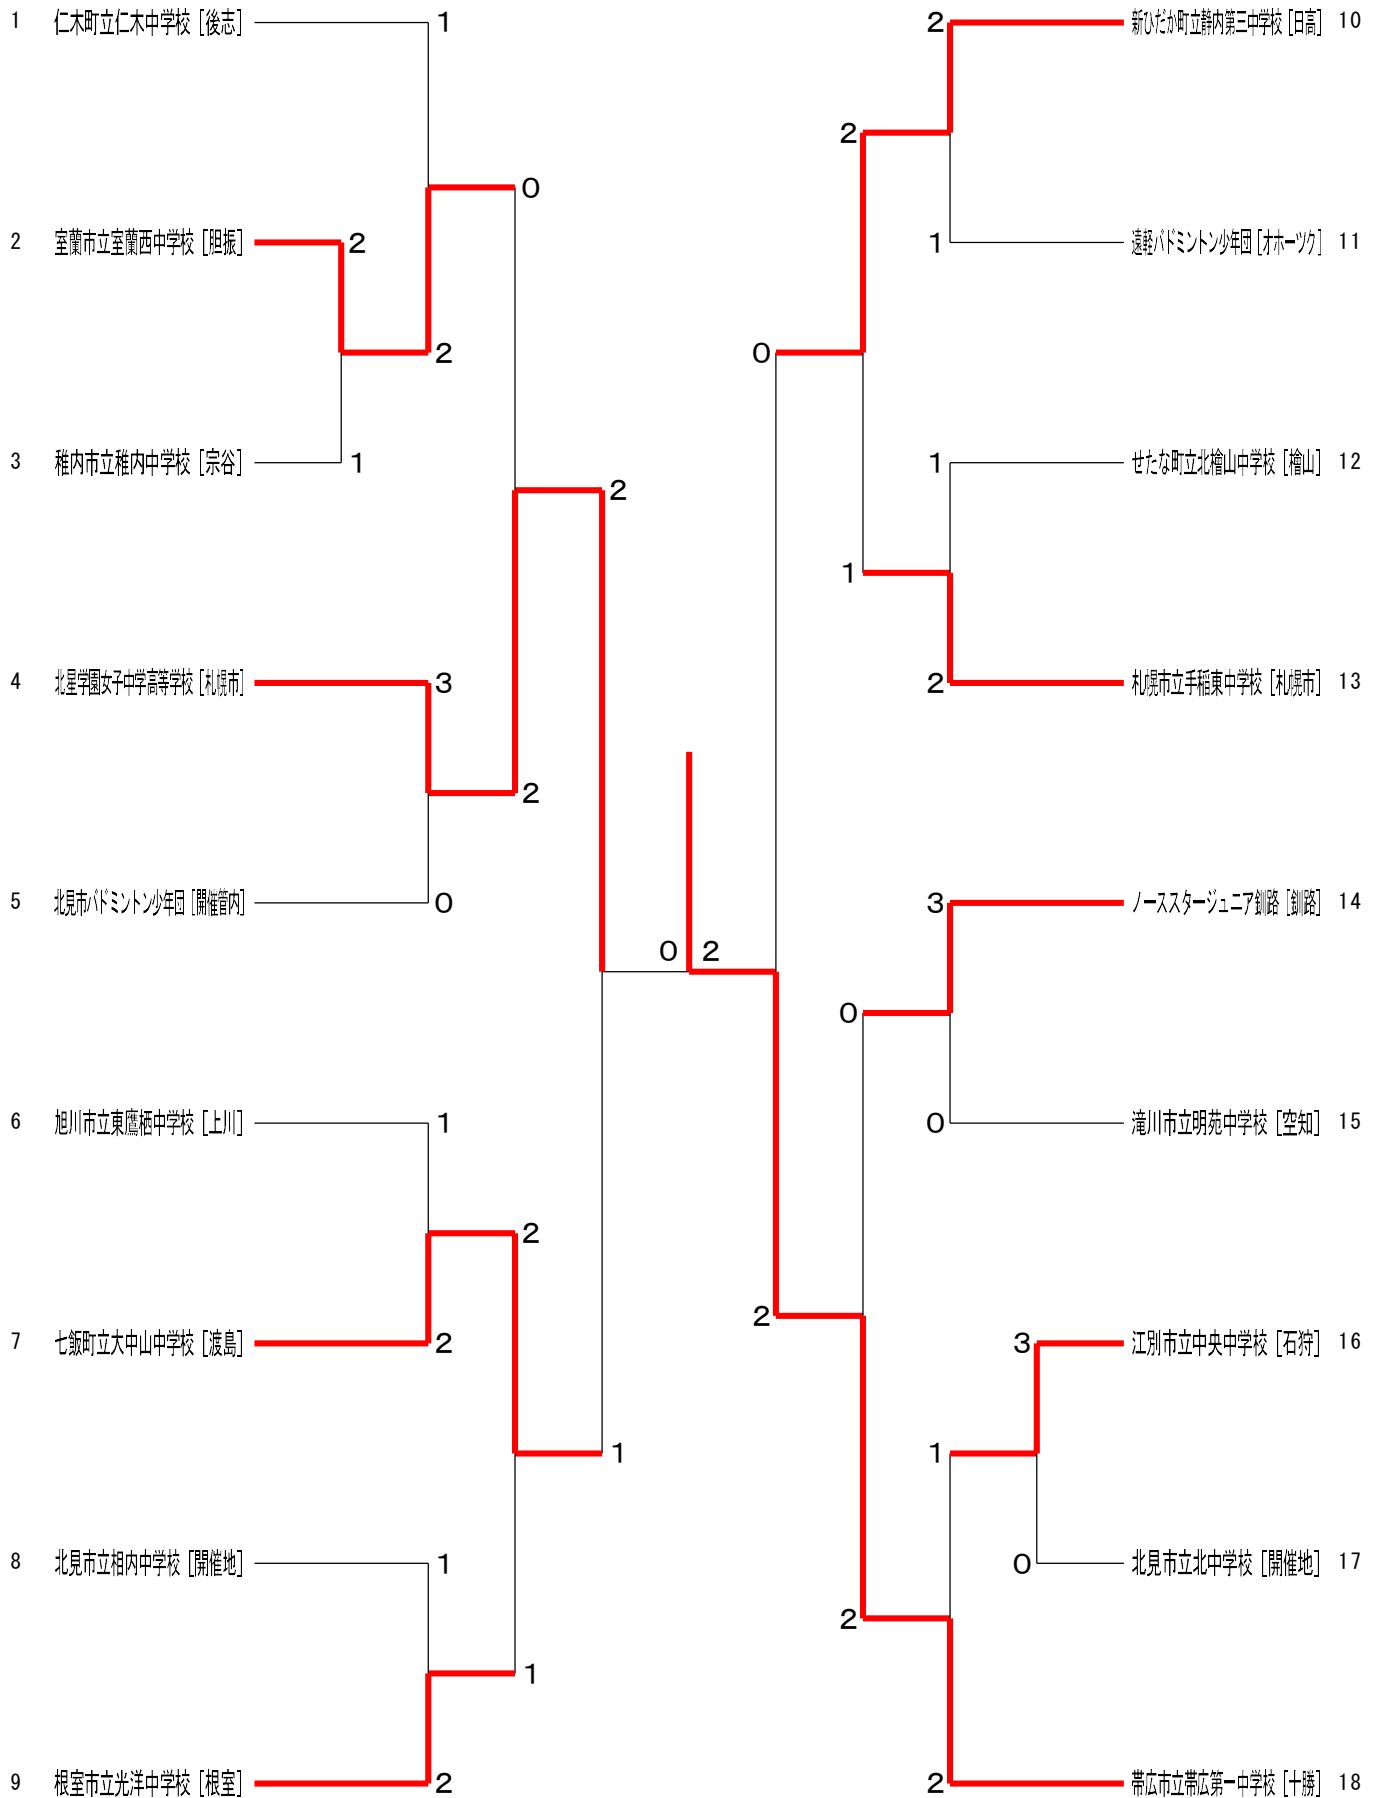 1 仁木町立仁木中学校 [後志] 1
2 室蘭市立室蘭西中学校 [胆振] 2
3 稚内市立稚内中学校 [宗谷] 1
4 北星学園女子中学高等学校 [札幌市] 3
5 北見市バドミントン少年団 [開催管内] 0
6 旭川市立東鷹栖中学校 [上川] 1
7 七飯町立大中山中学校 [渡島] 2
8 北見市立相内中学校 [開催地] 1
9 根室市立光洋中学校 [根室] 2
2
0
2
2
1
2
1
0 2
0
2
2
1
0
2
1
2 新ひだか町立静内第三中学校 [日高] 10
1 遠軽バドミントン少年団 [オホーツク] 11
1 せたな町立北檜山中学校 [檜山] 12
2 札幌市立手稲東中学校 [札幌市] 13
3 ノーススタージュニア釧路 [釧路] 14
0 滝川市立明苑中学校 [空知] 15
3 江別市立中央中学校 [石狩] 16
0 北見市立北中学校 [開催地] 17
2 帯広市立帯広第一中学校 [十勝] 18